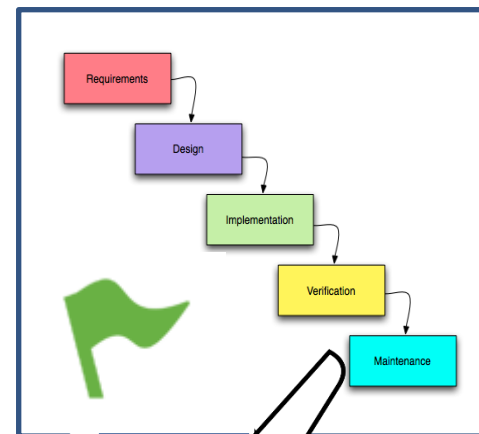 Requirements
Design
Implementation
Verification
Maintenance